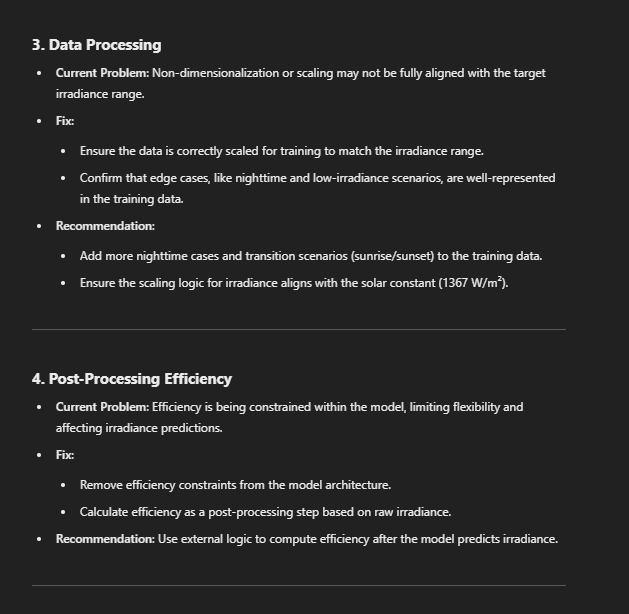 3. Data Processing
• Current Problem: Non-dimensionalization or scaling may not be fully aligned with the target
irradiance range.
• Fix:
• Ensure the data is correctly scaled for training to match the irradiance range.
• Confirm that edge cases, like nighttime and low-irradiance scenarios, are well-represented
in the training data.
• Recommendation:
• Add more nighttime cases and transition scenarios (sunrise/sunset) to the training data.
• Ensure the scaling logic for irradiance aligns with the solar constant (1367 W/m²).
4. Post-Processing Efficiency
• Current Problem: Efficiency is being constrained within the model, limiting flexibility and
affecting irradiance predictions.
• Fix:
• Remove efficiency constraints from the model architecture.
• Calculate efficiency as a post-processing step based on raw irradiance.
• Recommendation: Use external logic to compute efficiency after the model predicts irradiance.